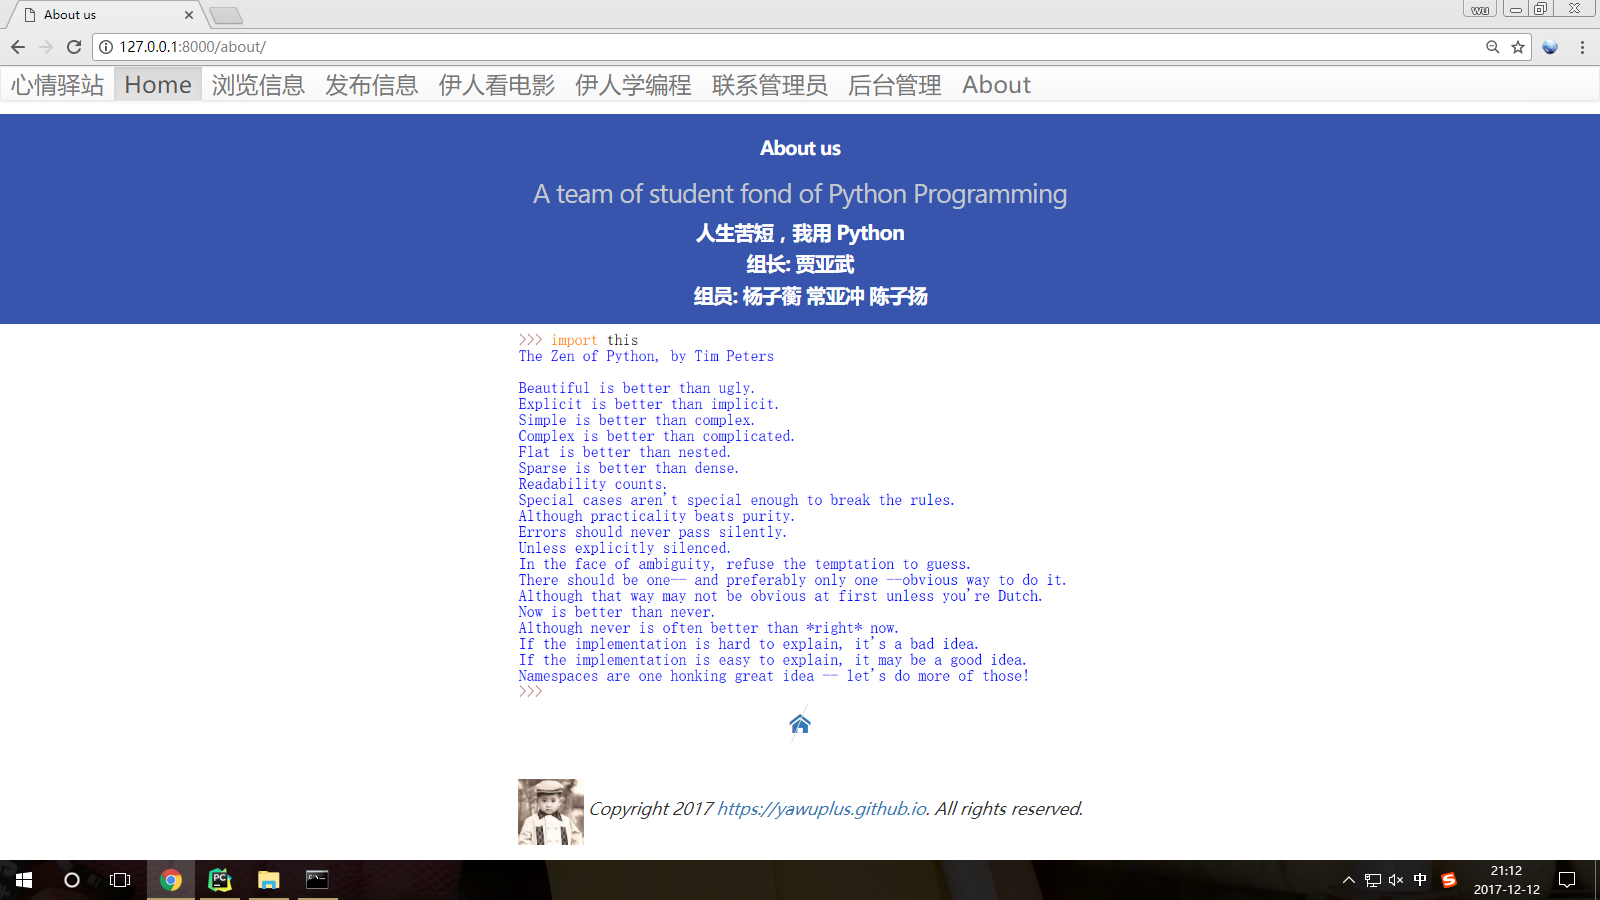 About us
wu
127.0.0.1:8000/about/
心情驿站 Home 浏览信息 发布信息 伊人看电影 伊人学编程 联系管理员 后台管理 About
About us
A team of student fond of Python Programming
人生苦短，我用 Python
组长: 贾亚武
组员: 杨子蘅 常亚冲 陈子扬
>>> import this
The Zen of Python, by Tim Peters
Beautiful is better than ugly.
Explicit is better than implicit.
Simple is better than complex.
Complex is better than complicated.
Flat is better than nested.
Sparse is better than dense.
Readability counts.
Special cases aren't special enough to break the rules.
Although practicality beats purity.
Errors should never pass silently.
Unless explicitly silenced.
In the face of ambiguity, refuse the temptation to guess.
There should be one-- and preferably only one --obvious way to do it.
Although that way may not be obvious at first unless you're Dutch.
Now is better than never.
Although never is often better than *right* now.
If the implementation is hard to explain, it's a bad idea.
If the implementation is easy to explain, it may be a good idea.
Namespaces are one honking great idea -- let's do more of those!
>>>
Copyright 2017 https://yawuplus.github.io. All rights reserved.
中
21:12
2017-12-12